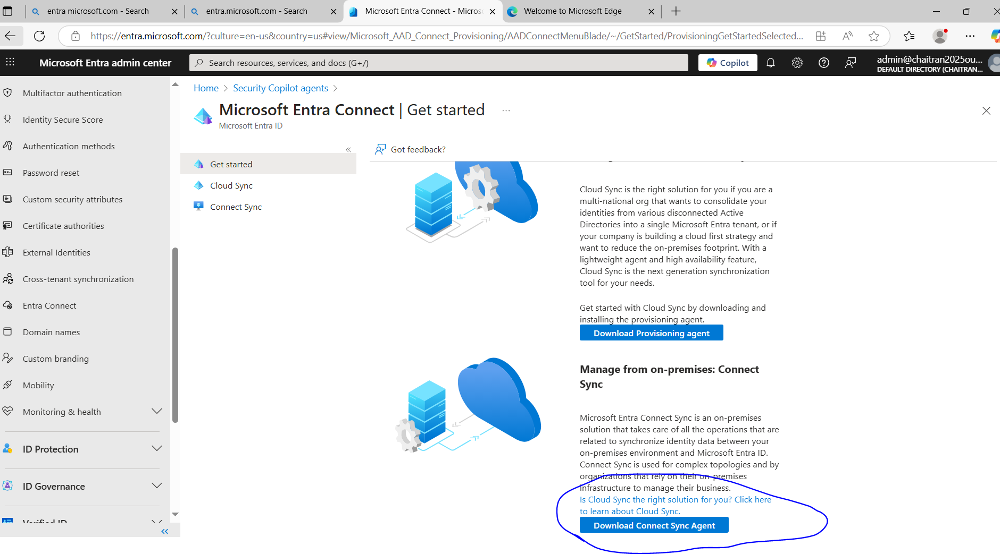 entra microsoft.com - Search
entra.microsoft.com - Search
Microsoft Entra Connect - Micros
Welcome to Microsoft Edge
https://entra.microsoft.com/?culture=en-us&country=us#view/Microsoft_AAD_Connect_Provisioning/AADConnectMenuBlade/~/GetStarted/ProvisioningGetStartedSelected...
Microsoft Entra admin center
Search resources, services, and docs (G+/)
Copilot
admin@chaitran2025ou...
DEFAULT DIRECTORY (CHAITRAN...
Multifactor authentication
Identity Secure Score
Authentication methods
Password reset
Custom security attributes
Certificate authorities
External Identities
Cross-tenant synchronization
Entra Connect
Domain names
Custom branding
Mobility
Monitoring & health
ID Protection
ID Governance
Verified ID
Home > Security Copilot agents >
Microsoft Entra Connect | Get started
...
Microsoft Entra ID
Get started
Cloud Sync
Connect Sync
Got feedback?
Cloud Sync is the right solution for you if you are a
multi-national org that wants to consolidate your
identities from various disconnected Active
Directories into a single Microsoft Entra tenant, or if
your company is building a cloud first strategy and
want to reduce the on-premises footprint. With a
lightweight agent and high availability feature,
Cloud Sync is the next generation synchronization
tool for your needs.
Get started with Cloud Sync by downloading and
installing the provisioning agent.
Download Provisioning agent
Manage from on-premises: Connect
Sync
Microsoft Entra Connect Sync is an on-premises
solution that takes care of all the operations that are
related to synchronize identity data between your
on-premises environment and Microsoft Entra ID.
Connect Sync is used for complex topologies and by
organizations that rely on their on-premises
infrastructure to manage their business.
Is Cloud Sync the right solution for you? Click here
to learn about Cloud Sync.
Download Connect Sync Agent